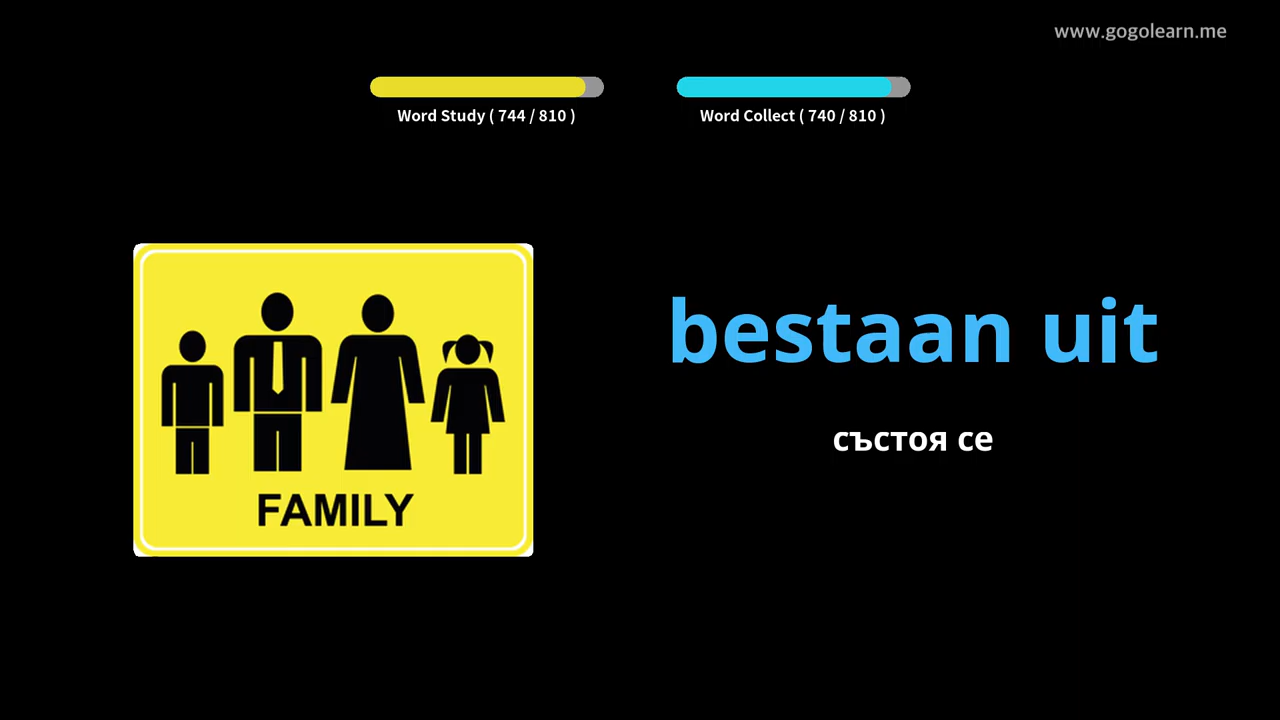 www.gogolearn.me
Word Study ( 744 / 810 )
Word Collect ( 740 / 810 )
bestaan uit
състоя се
FAMILY